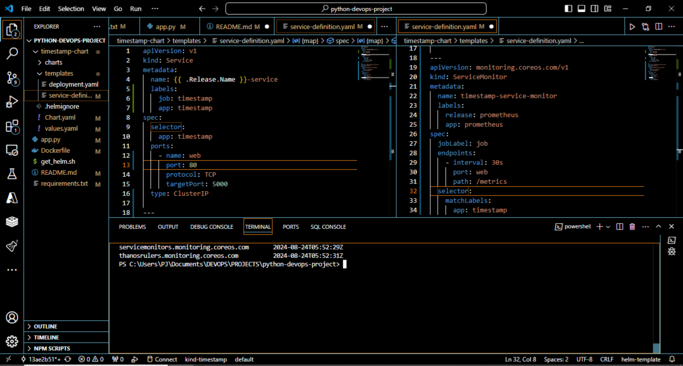 File Edit Selection View Go Run ...
python-devops-project
EXPLORER
PYTHON-DEVOPS-PROJECT
timestamp-chart
charts
templates
deployment.yaml
service-defini... M
.helmignore
Chart.yaml M
values.yaml M
app.py M
Dockerfile M
get_helm.sh
README.md M
requirements.txt M
OUTLINE
TIMELINE
NPM SCRIPTS
.txt M app.py M README.md M service-definition.yaml M
timestamp-chart > templates > service-definition.yaml > {} (map) > spec > (map)
1 apiVersion: v1
2 kind: Service
3 metadata:
4 name: {{ .Release.Name }}-service
5 labels:
6 job: timestamp
7 app: timestamp
8 spec:
9 selector:
10 app: timestamp
11 ports:
12 - name: web
13 port: 80
14 protocol: TCP
15 targetPort: 5000
16 type: ClusterIP
17
18 ---
service-definition.yaml M
timestamp-chart > templates > service-definition.yaml > ...
17
18 ---
19 apiVersion: monitoring.coreos.com/v1
20 kind: ServiceMonitor
21 metadata:
22 name: timestamp-service-monitor
23 labels:
24 release: prometheus
25 app: prometheus
26 spec:
27 jobLabel: job
28 endpoints:
29 - interval: 30s
30 port: web
31 path: /metrics
32 selector:
33 matchLabels:
34 app: timestamp
PROBLEMS OUTPUT DEBUG CONSOLE TERMINAL PORTS SQL CONSOLE
powershell
servicemonitors.monitoring.coreos.com 2024-08-24T05:52:29Z
thanosrulers.monitoring.coreos.com 2024-08-24T05:52:31Z
PS C:\Users\PJ\Documents\DEVOPS\PROJECTS\python-devops-project>
13ae2b51*+ 0 0 0 Connect kind-timestamp default
Ln 32, Col 8 Spaces: 2 UTF-8 CRLF helm-template